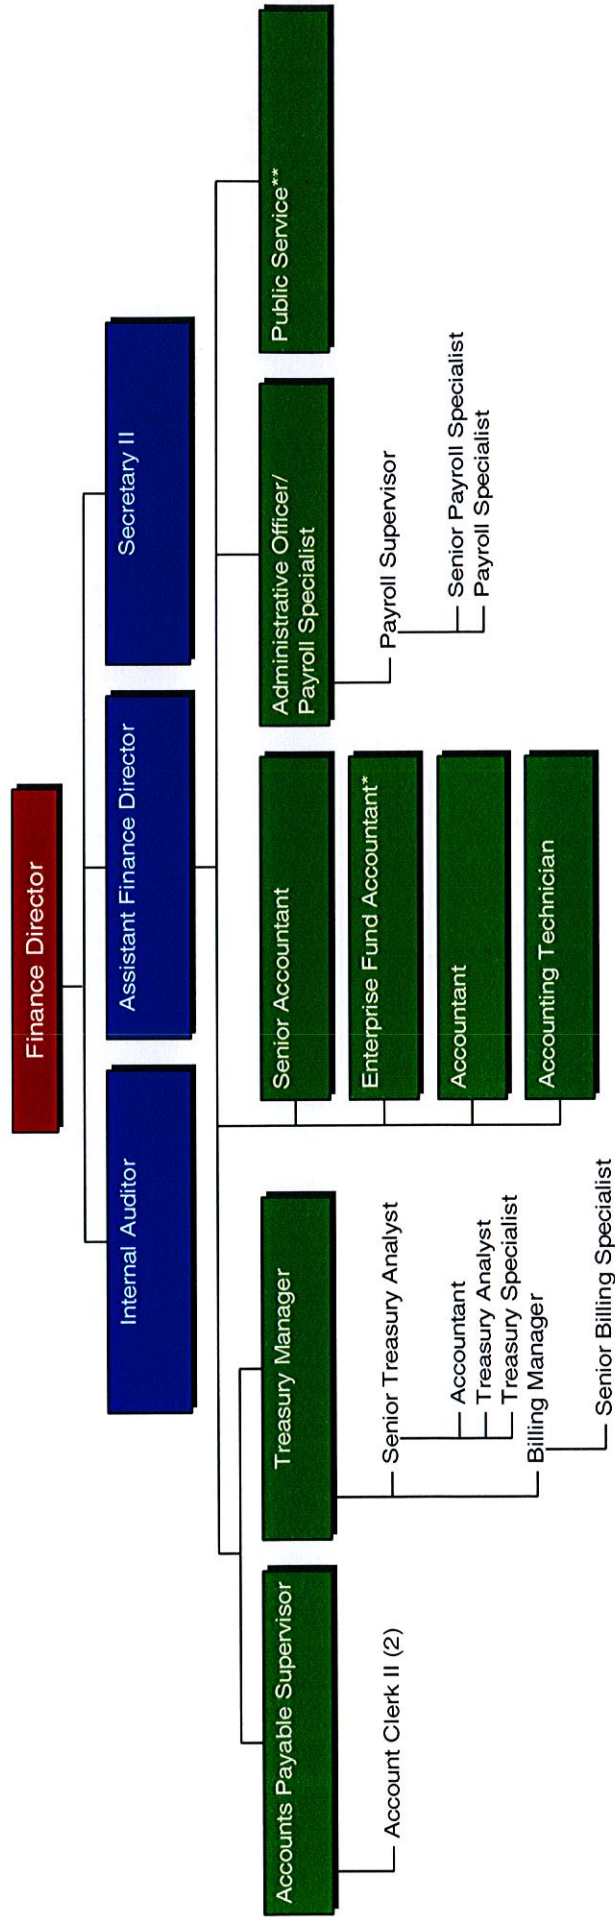 Finance Director
Internal Auditor
Assistant Finance Director
Secretary II
Accounts Payable Supervisor
Account Clerk II (2)
Treasury Manager
Senior Treasury Analyst
Accountant
Treasury Analyst
Treasury Specialist
Billing Manager
Senior Billing Specialist
Senior Accountant
Enterprise Fund Accountant*
Accountant
Accounting Technician
Administrative Officer/
Payroll Specialist
Payroll Supervisor
Senior Payroll Specialist
Payroll Specialist
Public Service**